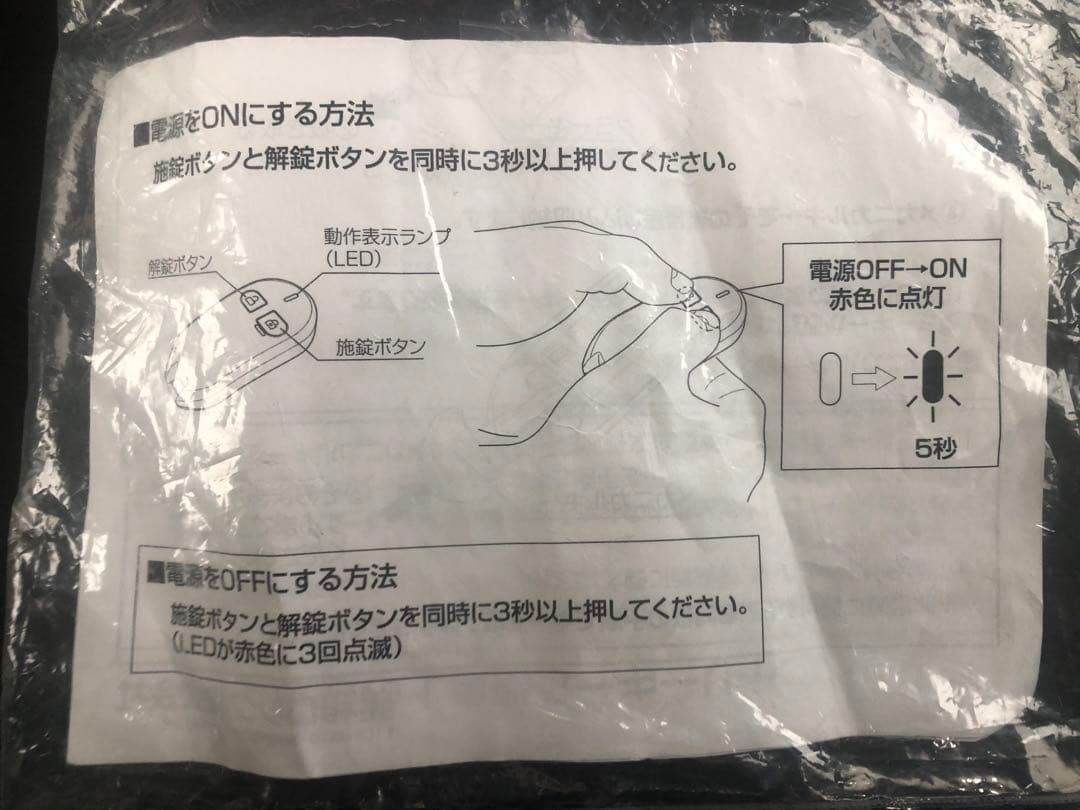 ■電源をONにする方法
施錠ボタンと解錠ボタンを同時に3秒以上押してください。
動作表示ランプ
(LED)
解錠ボタン
施錠ボタン
電源OFF→ON
赤色に点灯
5秒
■電源をOFFにする方法
施錠ボタンと解錠ボタンを同時に3秒以上押してください。
(LEDが赤色に3回点滅)